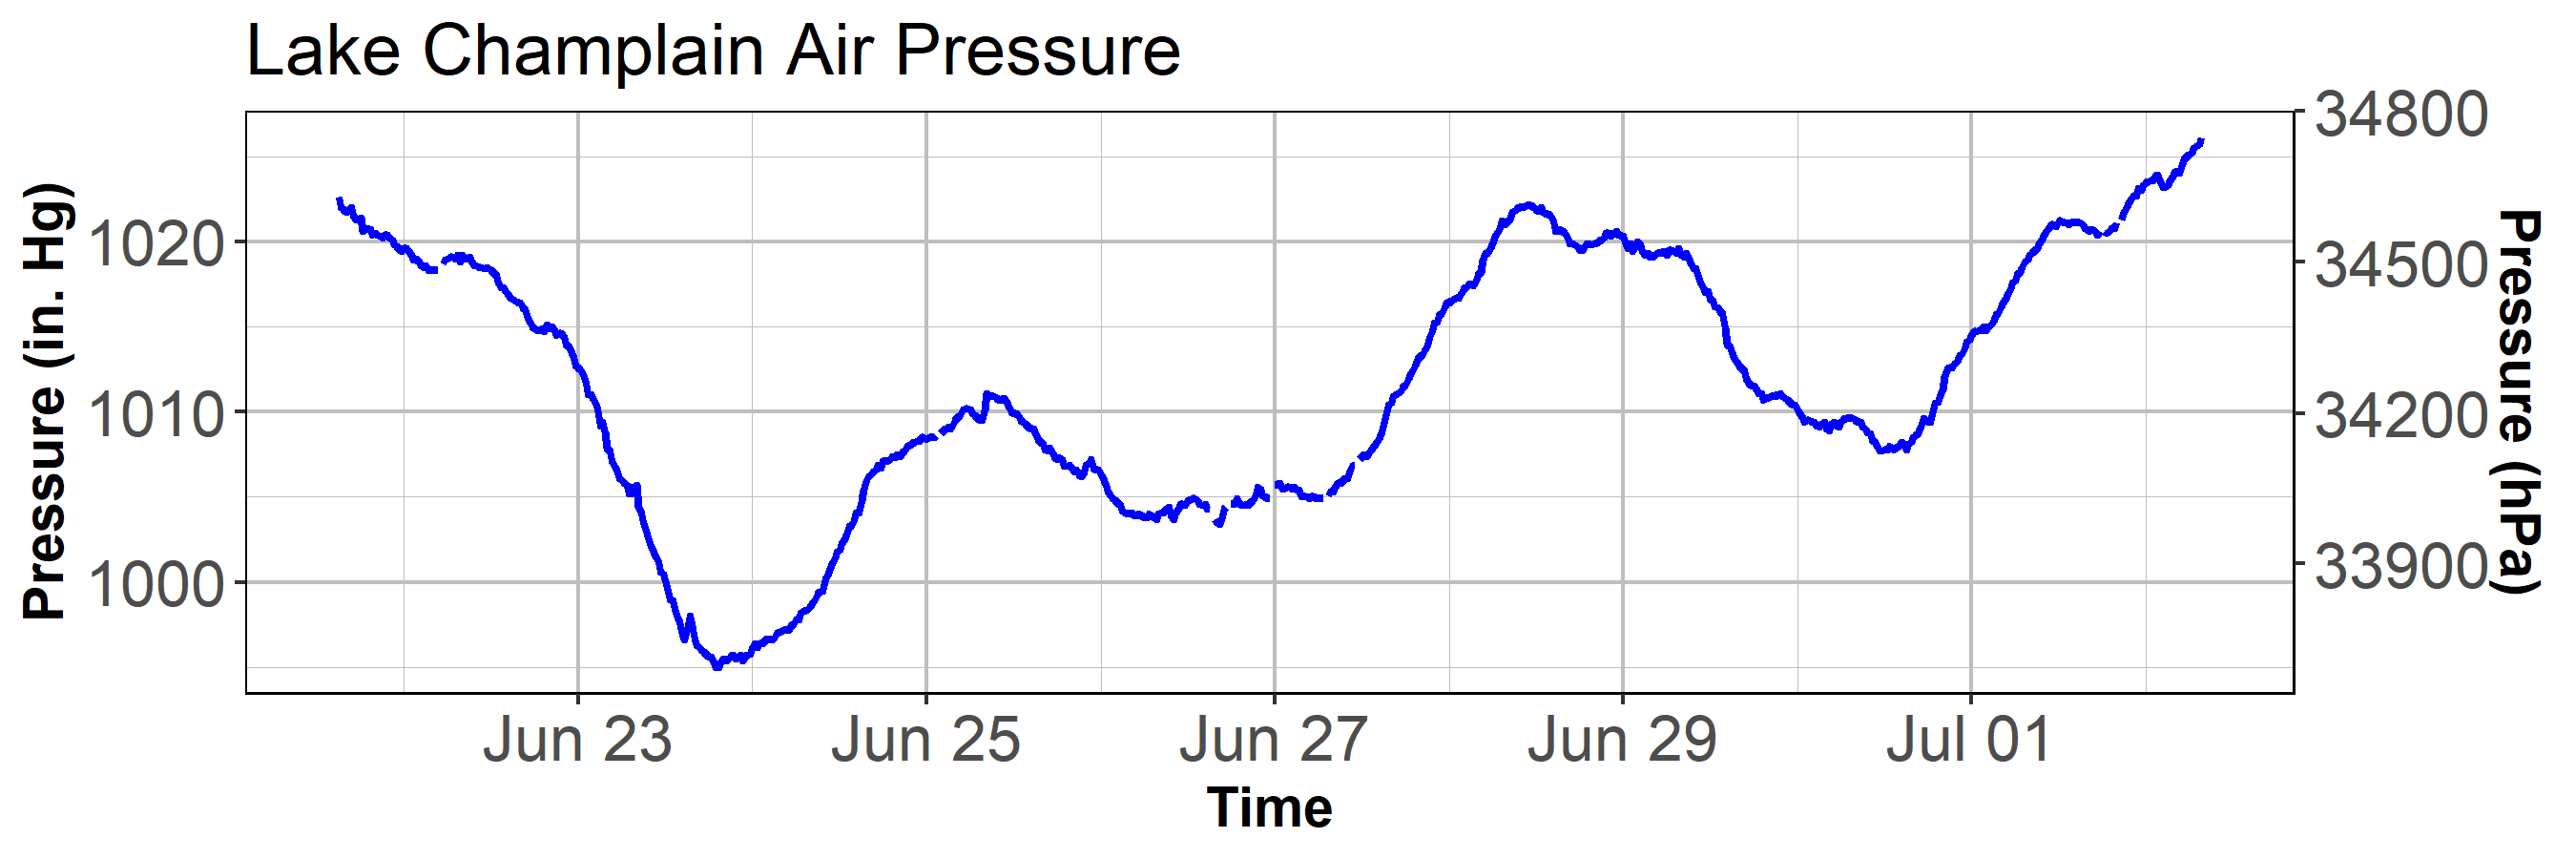 Lake Champlain Air Pressure
Pressure (in. Hg)
1020
1010
1000
34800
34500
34200
33900
Pressure (hPa)
Jun 23 Jun 25 Jun 27 Jun 29 Jul 01
Time